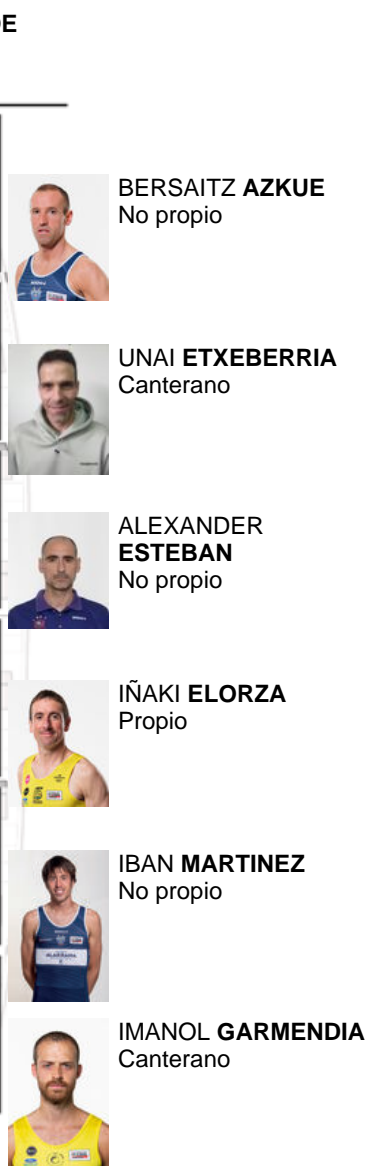 BERSAITZ AZKUE
No propio
UNAI ETXEBERRIA
Canterano
ALEXANDER
ESTEBAN
No propio
IÑAKI ELORZA
Propio
IBAN MARTINEZ
No propio
IMANOL GARMENDIA
Canterano